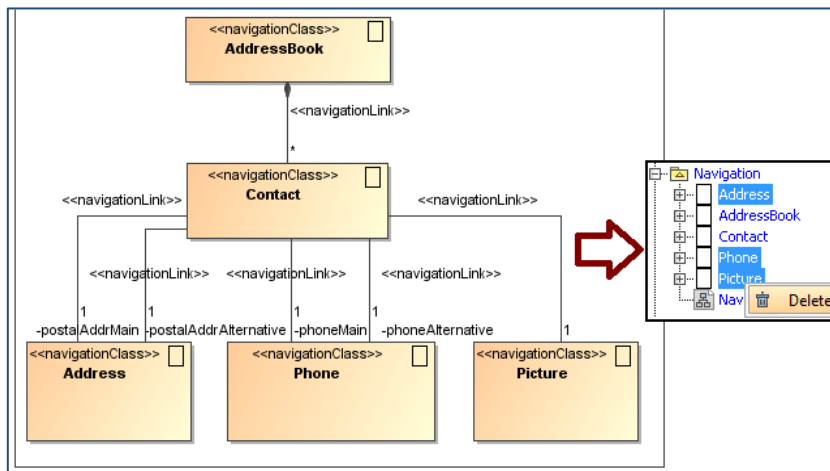 <<navigationClass>>
AddressBook
<<navigationLink>>
*
<<navigationClass>>
Contact
<<navigationLink>>
<<navigationLink>>
<<navigationLink>>
<<navigationLink>>
<<navigationLink>>
1
1
1
1
1
-postalAddrMain
-postalAddrAlternative
-phoneMain
-phoneAlternative
<<navigationClass>>
Address
<<navigationClass>>
Phone
<<navigationClass>>
Picture
Navigation
Address
AddressBook
Contact
Phone
Picture
Nav
Delete